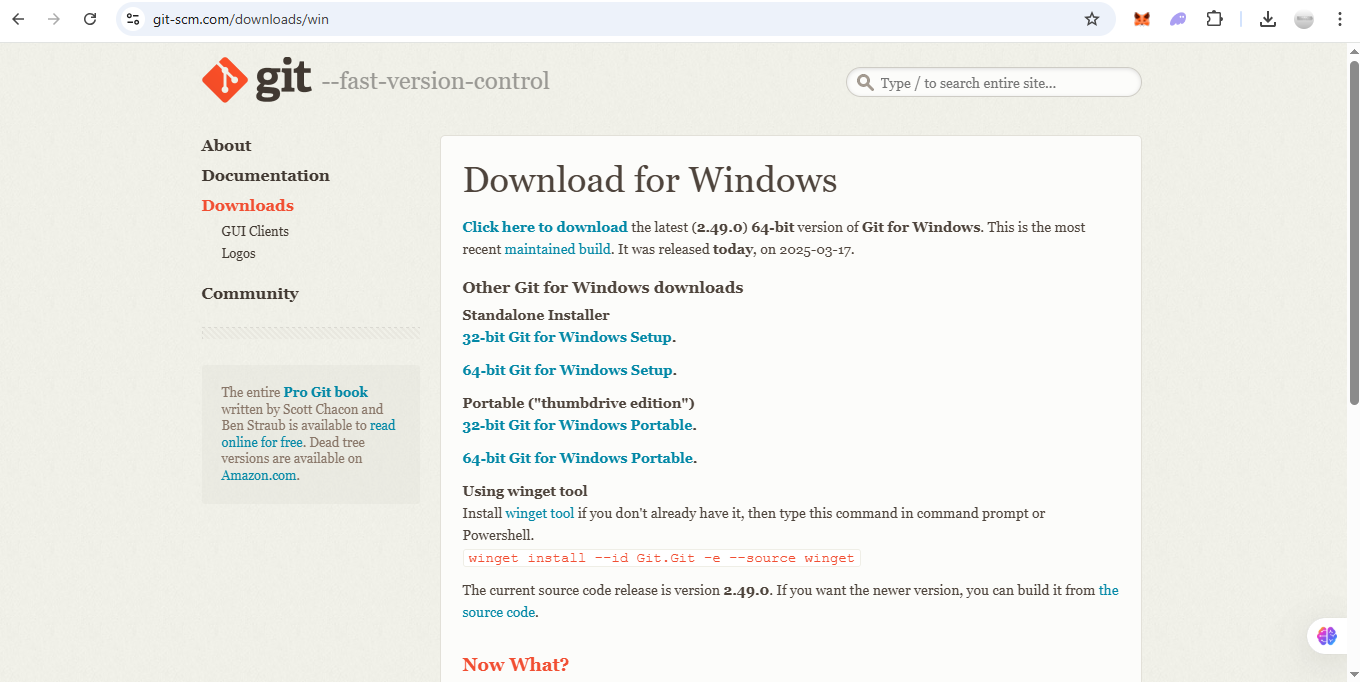 git-scm.com/downloads/win
git --fast-version-control
Type / to search entire site...
About
Documentation
Downloads
GUI Clients
Logos
Community
The entire Pro Git book
written by Scott Chacon and
Ben Straub is available to read
online for free. Dead tree
versions are available on
Amazon.com.
Download for Windows
Click here to download the latest (2.49.0) 64-bit version of Git for Windows. This is the most
recent maintained build. It was released today, on 2025-03-17.
Other Git for Windows downloads
Standalone Installer
32-bit Git for Windows Setup.
64-bit Git for Windows Setup.
Portable ("thumbdrive edition")
32-bit Git for Windows Portable.
64-bit Git for Windows Portable.
Using winget tool
Install winget tool if you don't already have it, then type this command in command prompt or
Powershell.
winget install --id Git.Git -e --source winget
The current source code release is version 2.49.0. If you want the newer version, you can build it from the
source code.
Now What?